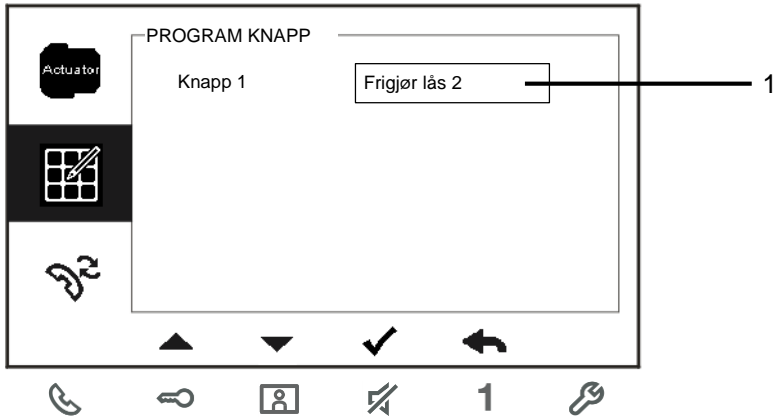 PROGRAM KNAPP
Actuator
Knapp 1
Frigjør lås 2
1
1